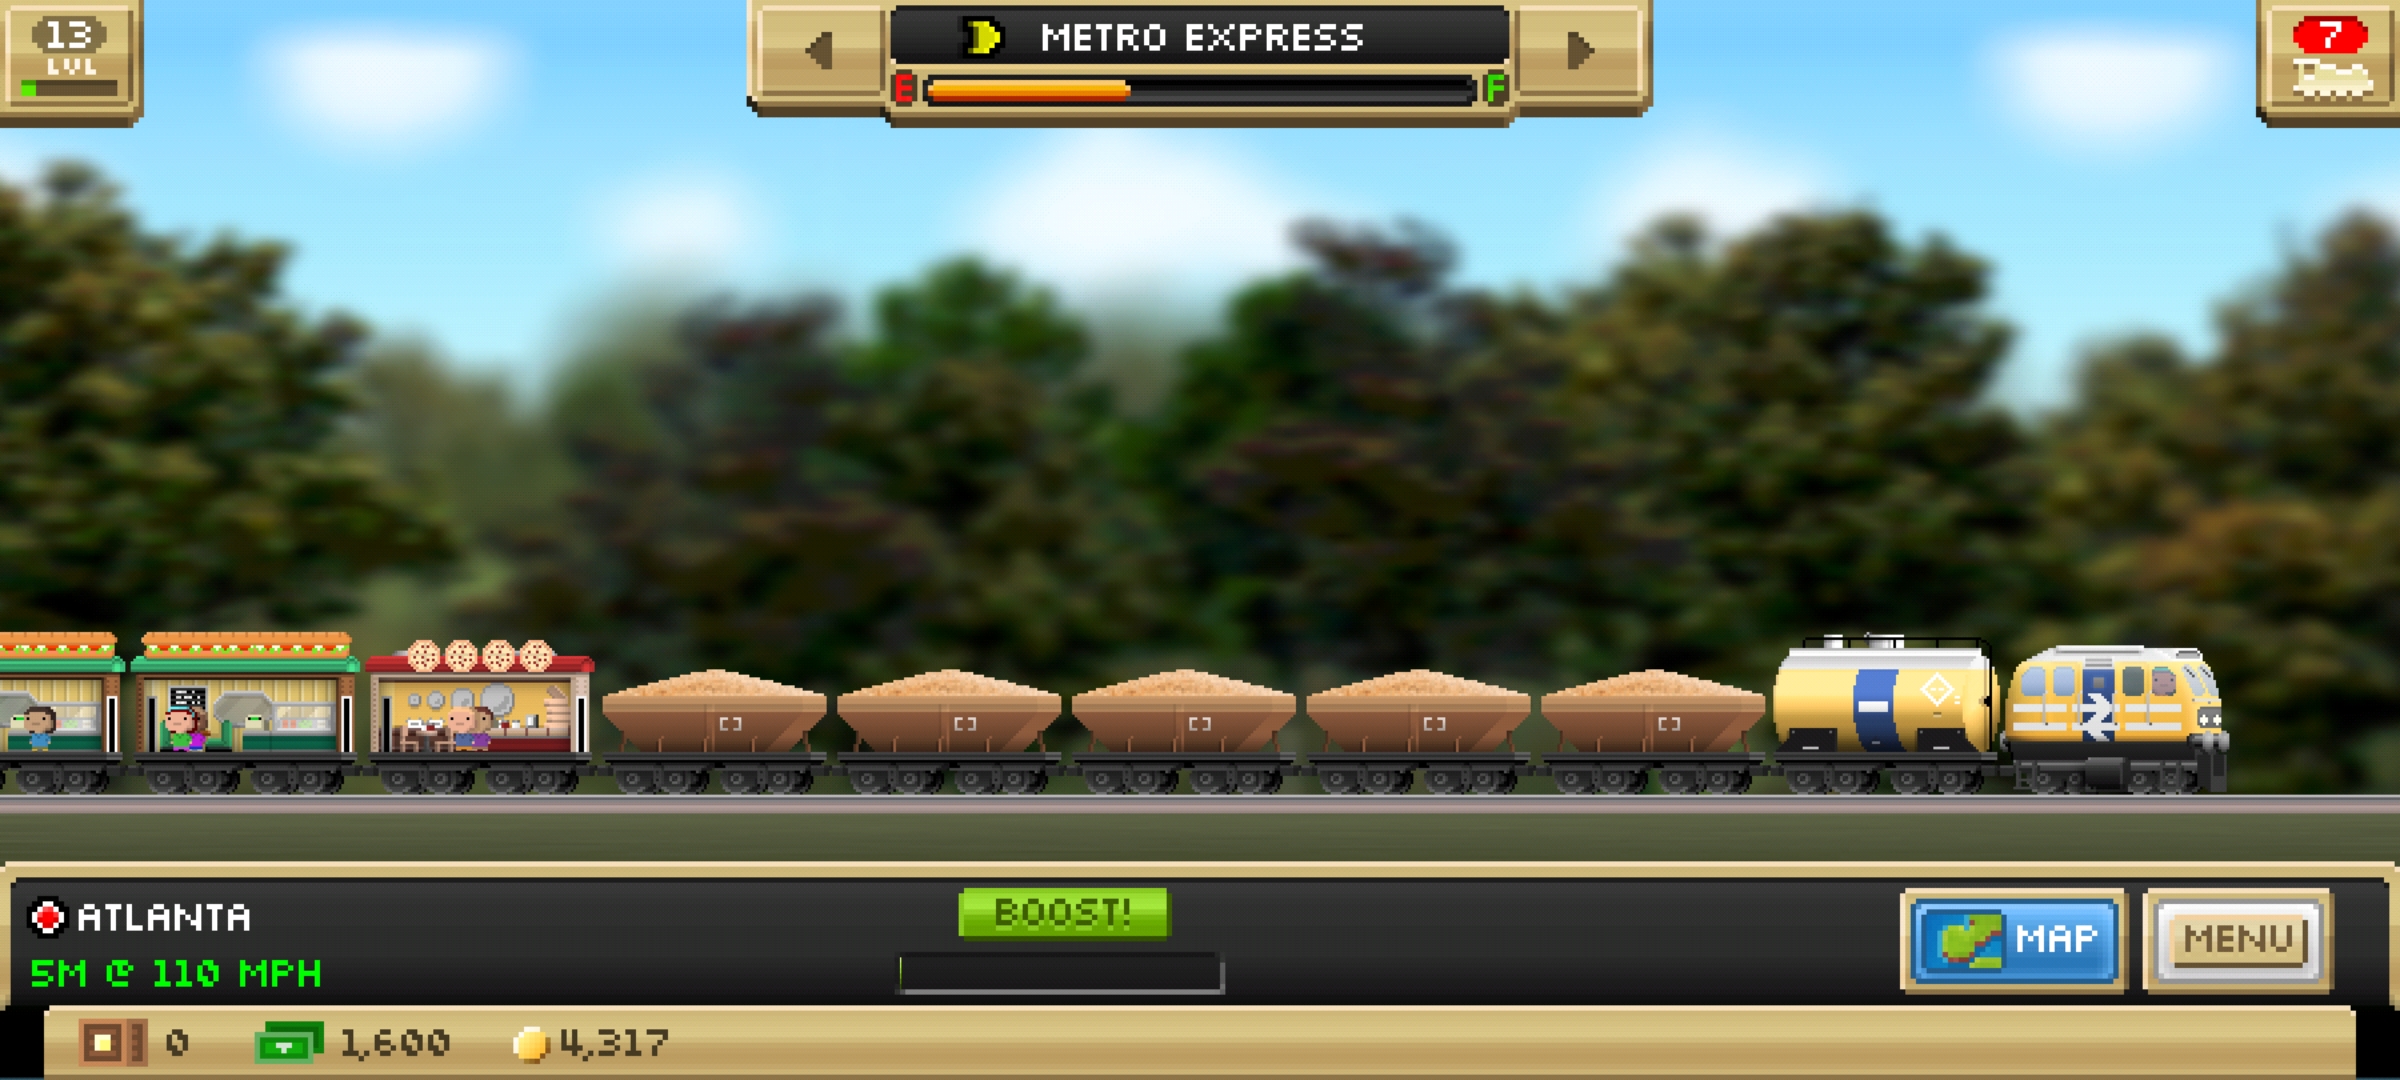 13
LVL
METRO EXPRESS
E
F
7
ATLANTA
5M @ 110 MPH
BOOST!
MAP
MENU
0
1,600
4,317